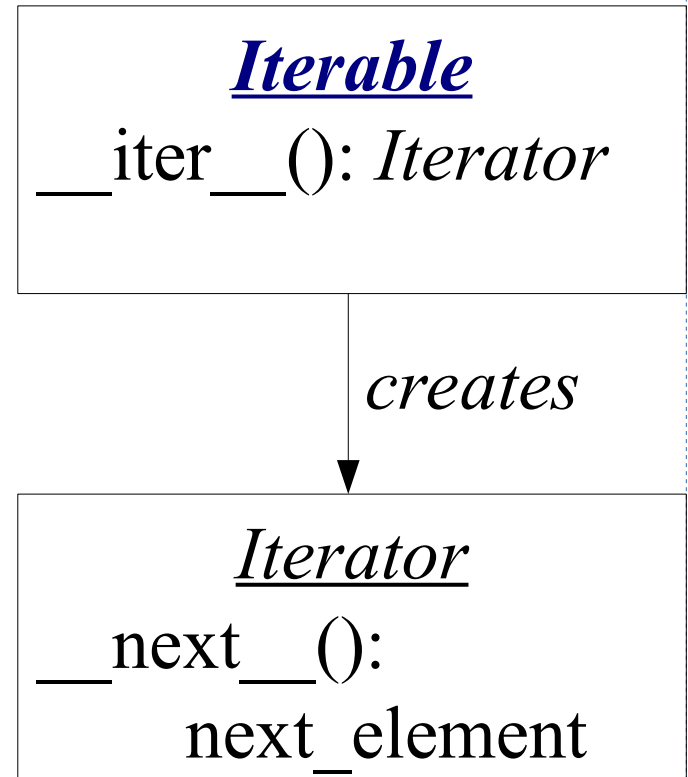 Iterable
__iter__(): Iterator
creates
Iterator
__next__():
next_element